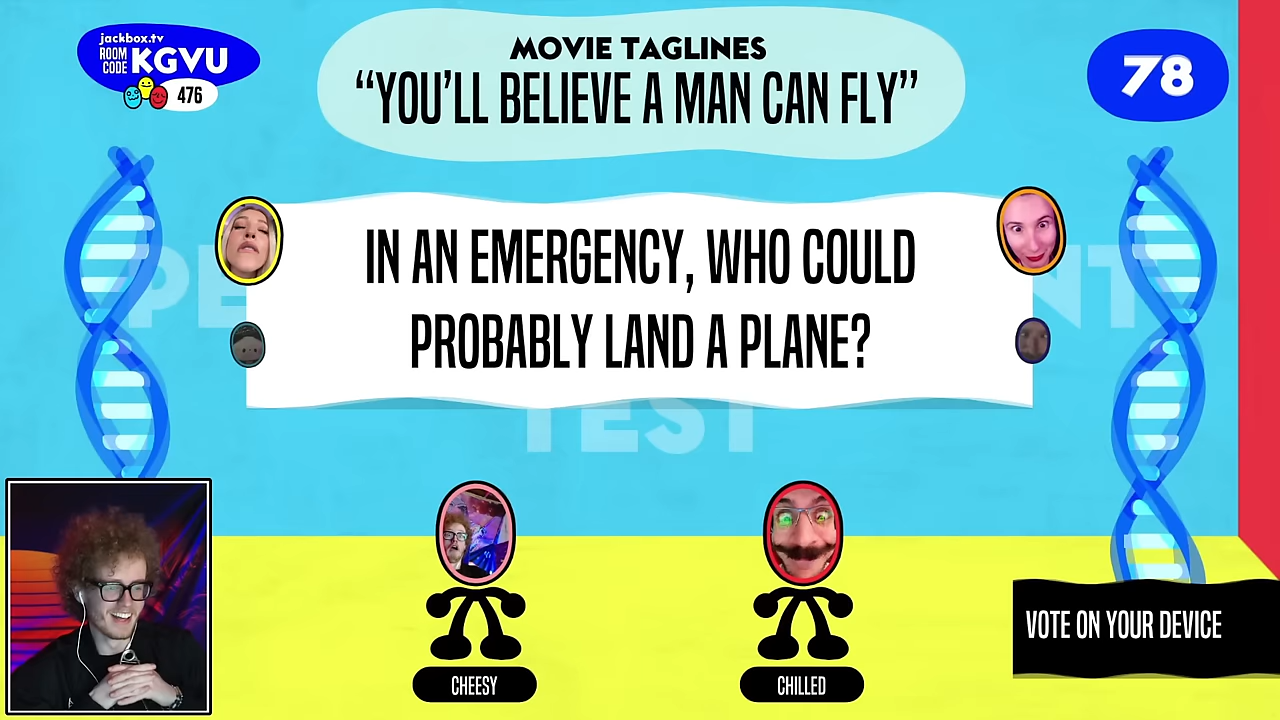 jackbox.tv
ROOM CODE KGVU
476
MOVIE TAGLINES
“YOU’LL BELIEVE A MAN CAN FLY”
78
IN AN EMERGENCY, WHO COULD
PROBABLY LAND A PLANE?
TEST
CHEESY
CHILLED
VOTE ON YOUR DEVICE